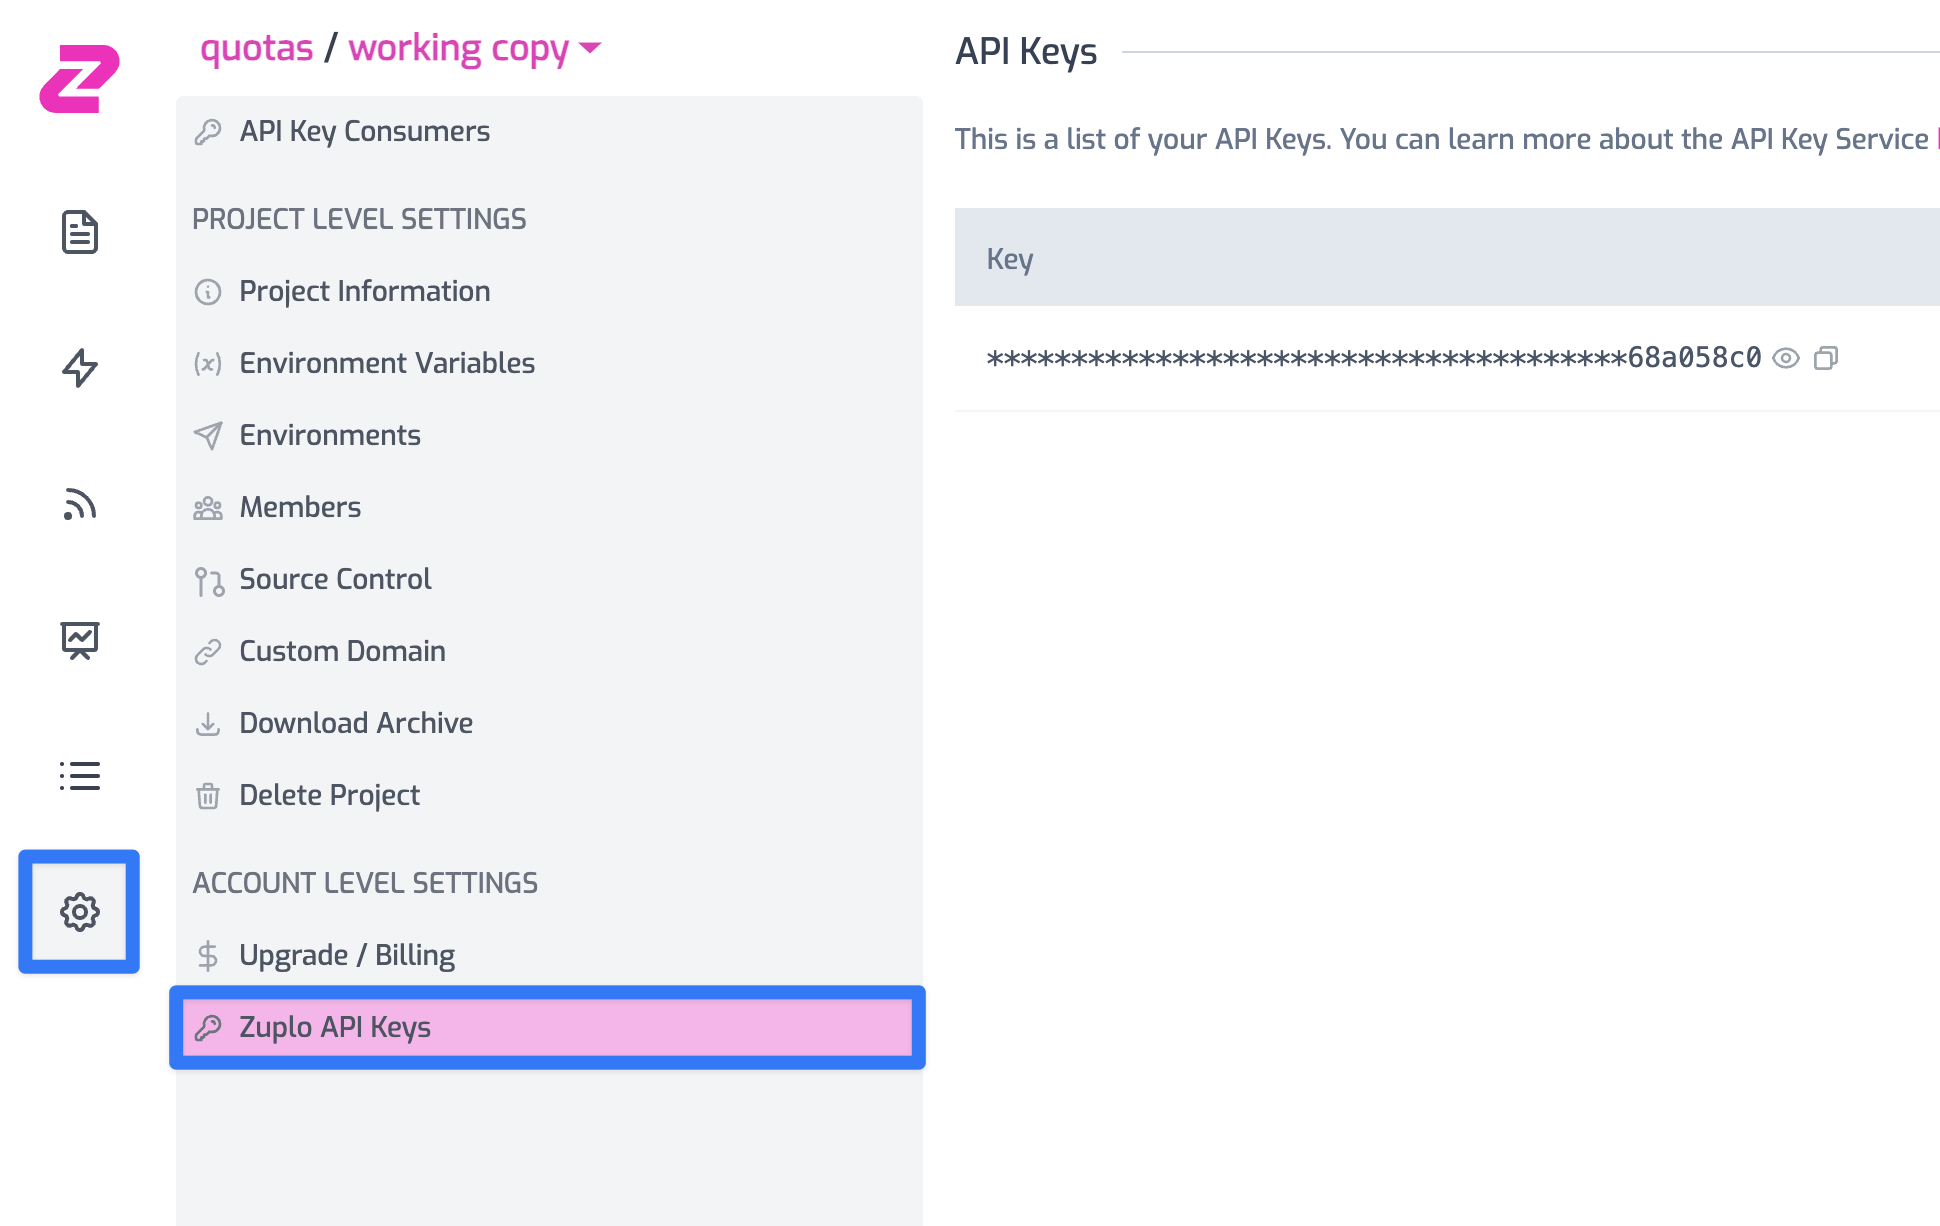 quotas / working copy
API Key Consumers
PROJECT LEVEL SETTINGS
Project Information
Environment Variables
Environments
Members
Source Control
Custom Domain
Download Archive
Delete Project
ACCOUNT LEVEL SETTINGS
Upgrade / Billing
Zuplo API Keys
API Keys
This is a list of your API Keys. You can learn more about the API Key Service
Key
**************************************68a058c0